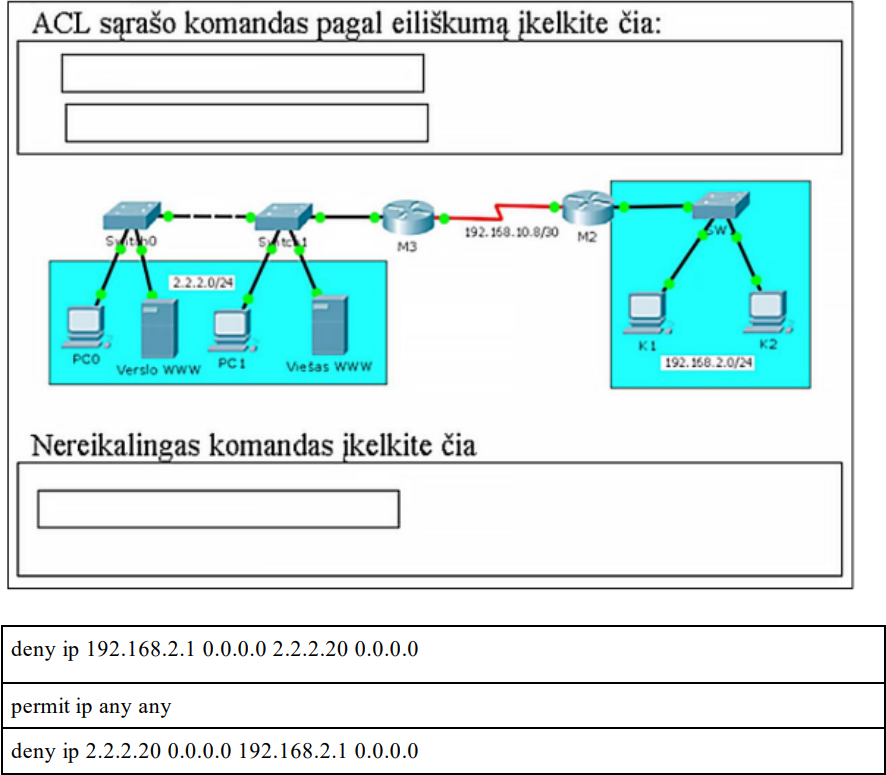 ACL sąrašo komandas pagal eiliškumą įkelkite čia:
Switch0
Switch1
M3
192.168.10.8/30
M2
SW
2.2.2.0/24
PC0
Verslo WWW
PC1
Viešas WWW
K1
K2
192.168.2.0/24
Nereikalingas komandas įkelkite čia
deny ip 192.168.2.1 0.0.0.0 2.2.2.20 0.0.0.0
permit ip any any
deny ip 2.2.2.20 0.0.0.0 192.168.2.1 0.0.0.0